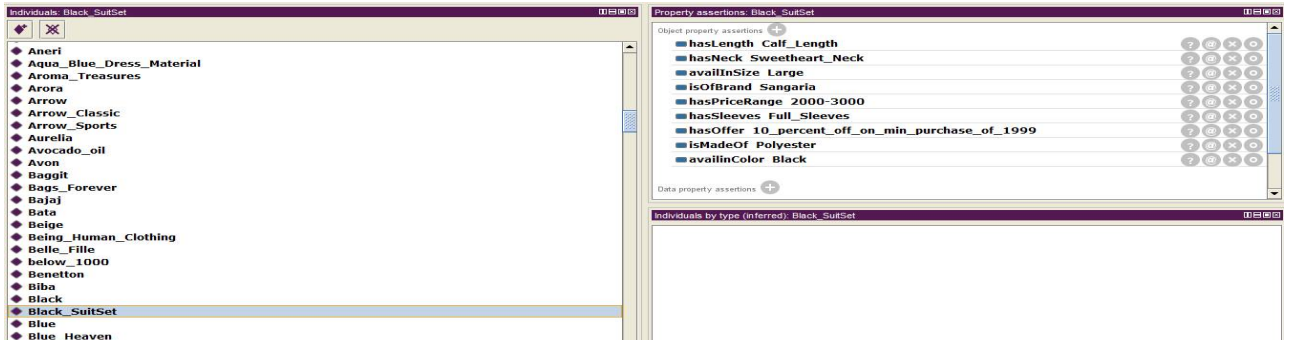 Individuals: Black_SuitSet
Aneri
Aqua_Blue_Dress_Material
Aroma_Treasures
Arora
Arrow
Arrow_Classic
Arrow_Sports
Aurelia
Avocado_oil
Avon
Baggit
Bags_Forever
Bajaj
Bata
Beige
Being_Human_Clothing
Belle_Fille
below_1000
Benetton
Biba
Black
Black_SuitSet
Blue
Blue_Heaven
Property assertions: Black_SuitSet
Object property assertions
hasLength Calf_Length
hasNeck Sweetheart_Neck
availInSize Large
isOfBrand Sangaria
hasPriceRange 2000-3000
hasSleeves Full_Sleeves
hasOffer 10_percent_off_on_min_purchase_of_1999
isMadeOf Polyester
availinColor Black
Data property assertions
Individuals by type (inferred): Black_SuitSet